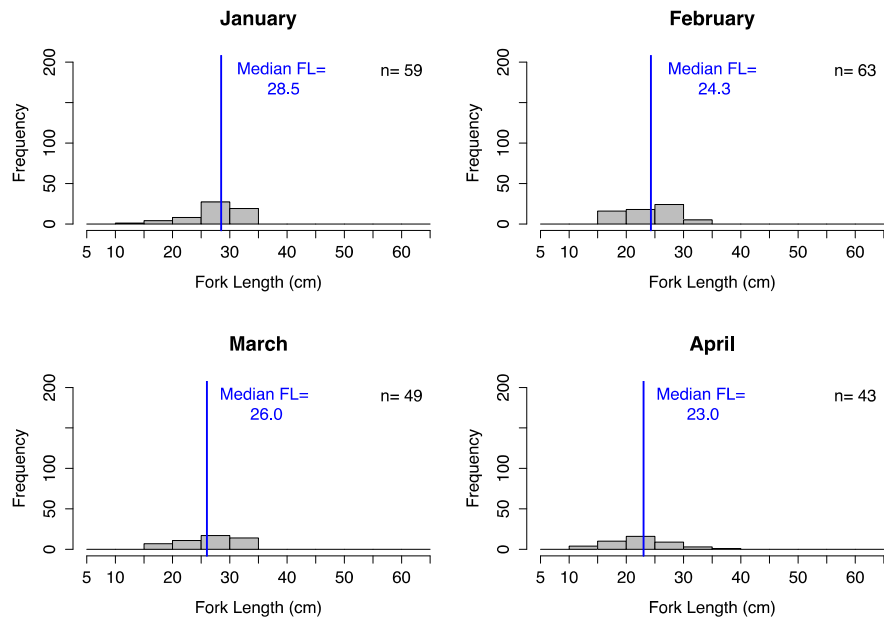 January
Frequency
0
50
100
200
Median FL=
28.5
n= 59
5 10 20 30 40 50 60
Fork Length (cm)
February
Frequency
0
50
100
200
Median FL=
24.3
n= 63
5 10 20 30 40 50 60
Fork Length (cm)
March
Frequency
0
50
100
200
Median FL=
26.0
n= 49
5 10 20 30 40 50 60
Fork Length (cm)
April
Frequency
0
50
100
200
Median FL=
23.0
n= 43
5 10 20 30 40 50 60
Fork Length (cm)